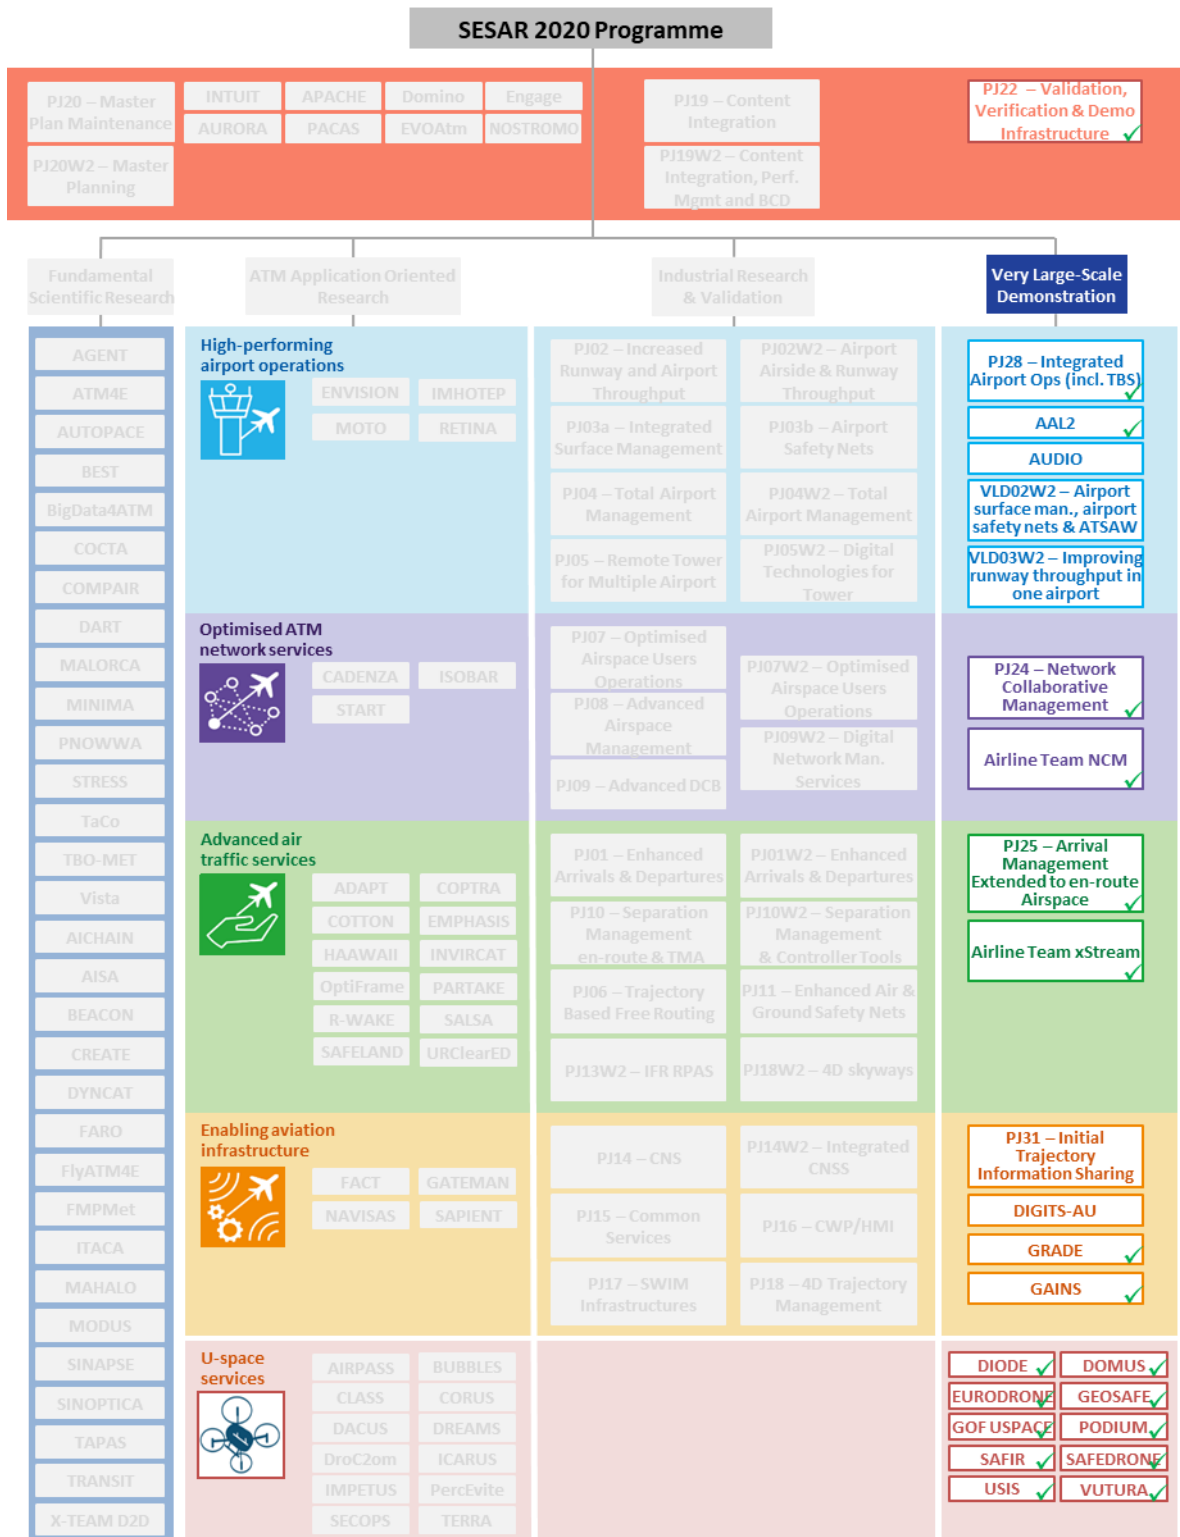 SESAR 2020 Programme
PJ20 – Master
Plan Maintenance
PJ20W2 – Master
Planning
INTUIT
APACHE
Domino
Engage
AURORA
PACAS
EVOAtm
NOSTROMO
PJ19 – Content
Integration
PJ19W2 – Content
Integration, Perf.
Mgmt and BCD
PJ22 – Validation,
Verification & Demo
Infrastructure
Fundamental
Scientific Research
ATM Application Oriented
Research
Industrial Research
& Validation
Very Large-Scale
Demonstration
AGENT
ATM4E
AUTOPACE
BEST
BigData4ATM
COCTA
COMPAIR
DART
MALORCA
MINIMA
PNOWWA
STRESS
TaCo
TBO-MET
Vista
AICHAIN
AISA
BEACON
CREATE
DYNCAT
FARO
FlyATM4E
FMPMet
ITACA
MAHALO
MODUS
SINAPSE
SINOPTICA
TAPAS
TRANSIT
X-TEAM D2D
High-performing
airport operations
ENVISION
IMHOTEP
MOTO
RETINA
PJ02 – Increased
Runway and Airport
Throughput
PJ02W2 – Airport
Airside & Runway
Throughput
PJ03a – Integrated
Surface Management
PJ03b – Airport
Safety Nets
PJ04 – Total Airport
Management
PJ04W2 – Total
Airport Management
PJ05 – Remote Tower
for Multiple Airport
PJ05W2 – Digital
Technologies for
Tower
PJ28 – Integrated
Airport Ops (incl. TBS)
AAL2
AUDIO
VLD02W2 – Airport
surface man., airport
safety nets & ATSAW
VLD03W2 – Improving
runway throughput in
one airport
Optimised ATM
network services
CADENZA
ISOBAR
START
PJ07 – Optimised
Airspace Users
Operations
PJ08 – Advanced
Airspace
Management
PJ09 – Advanced DCB
PJ07W2 – Optimised
Airspace Users
Operations
PJ09W2 – Digital
Network Man.
Services
PJ24 – Network
Collaborative
Management
Airline Team NCM
Advanced air
traffic services
ADAPT
COPTRA
COTTON
EMPHASIS
HAAWAII
INVIRCAT
OptiFrame
PARTAKE
R-WAKE
SALSA
SAFELAND
URClearED
PJ01 – Enhanced
Arrivals & Departures
PJ01W2 – Enhanced
Arrivals & Departures
PJ10 – Separation
Management
en-route & TMA
PJ10W2 – Separation
Management
& Controller Tools
PJ06 – Trajectory
Based Free Routing
PJ11 – Enhanced Air &
Ground Safety Nets
PJ13W2 – IFR RPAS
PJ18W2 – 4D skyways
PJ25 – Arrival
Management
Extended to en-route
Airspace
Airline Team xStream
Enabling aviation
infrastructure
FACT
GATEMAN
NAVISAS
SAPIENT
PJ14 – CNS
PJ14W2 – Integrated
CNSS
PJ15 – Common
Services
PJ16 – CWP/HMI
PJ17 – SWIM
Infrastructures
PJ18 – 4D Trajectory
Management
PJ31 – Initial
Trajectory
Information Sharing
DIGITS-AU
GRADE
GAINS
U-space
services
AIRPASS
BUBBLES
CLASS
CORUS
DACUS
DREAMS
DroC2om
ICARUS
IMPETUS
PercEvite
SECOPS
TERRA
DIODE
DOMUS
EURODRONE
GEOSAFE
GOF USPACE
PODIUM
SAFIR
SAFEDRONE
USIS
VUTURA